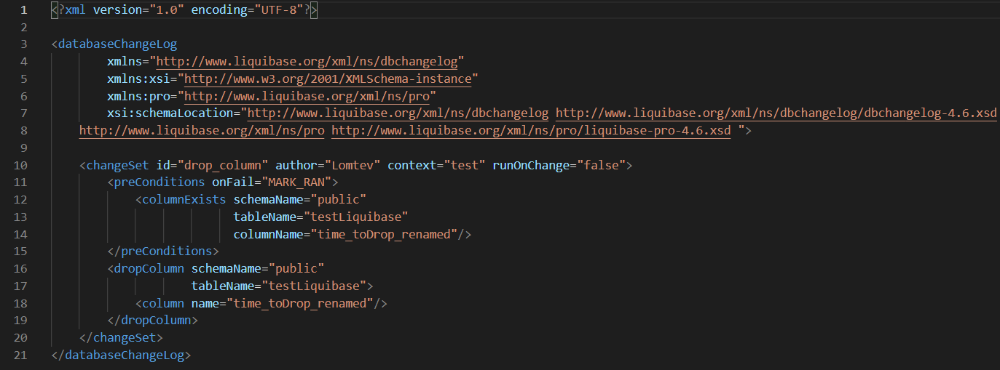 1 <?xml version="1.0" encoding="UTF-8"?>
2
3 <databaseChangeLog
4         xmlns="http://www.liquibase.org/xml/ns/dbchangelog"
5         xmlns:xsi="http://www.w3.org/2001/XMLSchema-instance"
6         xmlns:pro="http://www.liquibase.org/xml/ns/pro"
7         xsi:schemaLocation="http://www.liquibase.org/xml/ns/dbchangelog http://www.liquibase.org/xml/ns/dbchangelog/dbchangelog-4.6.xsd
8     http://www.liquibase.org/xml/ns/pro http://www.liquibase.org/xml/ns/pro/liquibase-pro-4.6.xsd ">
9
10     <changeSet id="drop_column" author="Lomtev" context="test" runOnChange="false">
11         <preConditions onFail="MARK_RAN">
12             <columnExists schemaName="public"
13                           tableName="testLiquibase"
14                           columnName="time_toDrop_renamed"/>
15         </preConditions>
16         <dropColumn schemaName="public"
17                     tableName="testLiquibase">
18             <column name="time_toDrop_renamed"/>
19         </dropColumn>
20     </changeSet>
21 </databaseChangeLog>